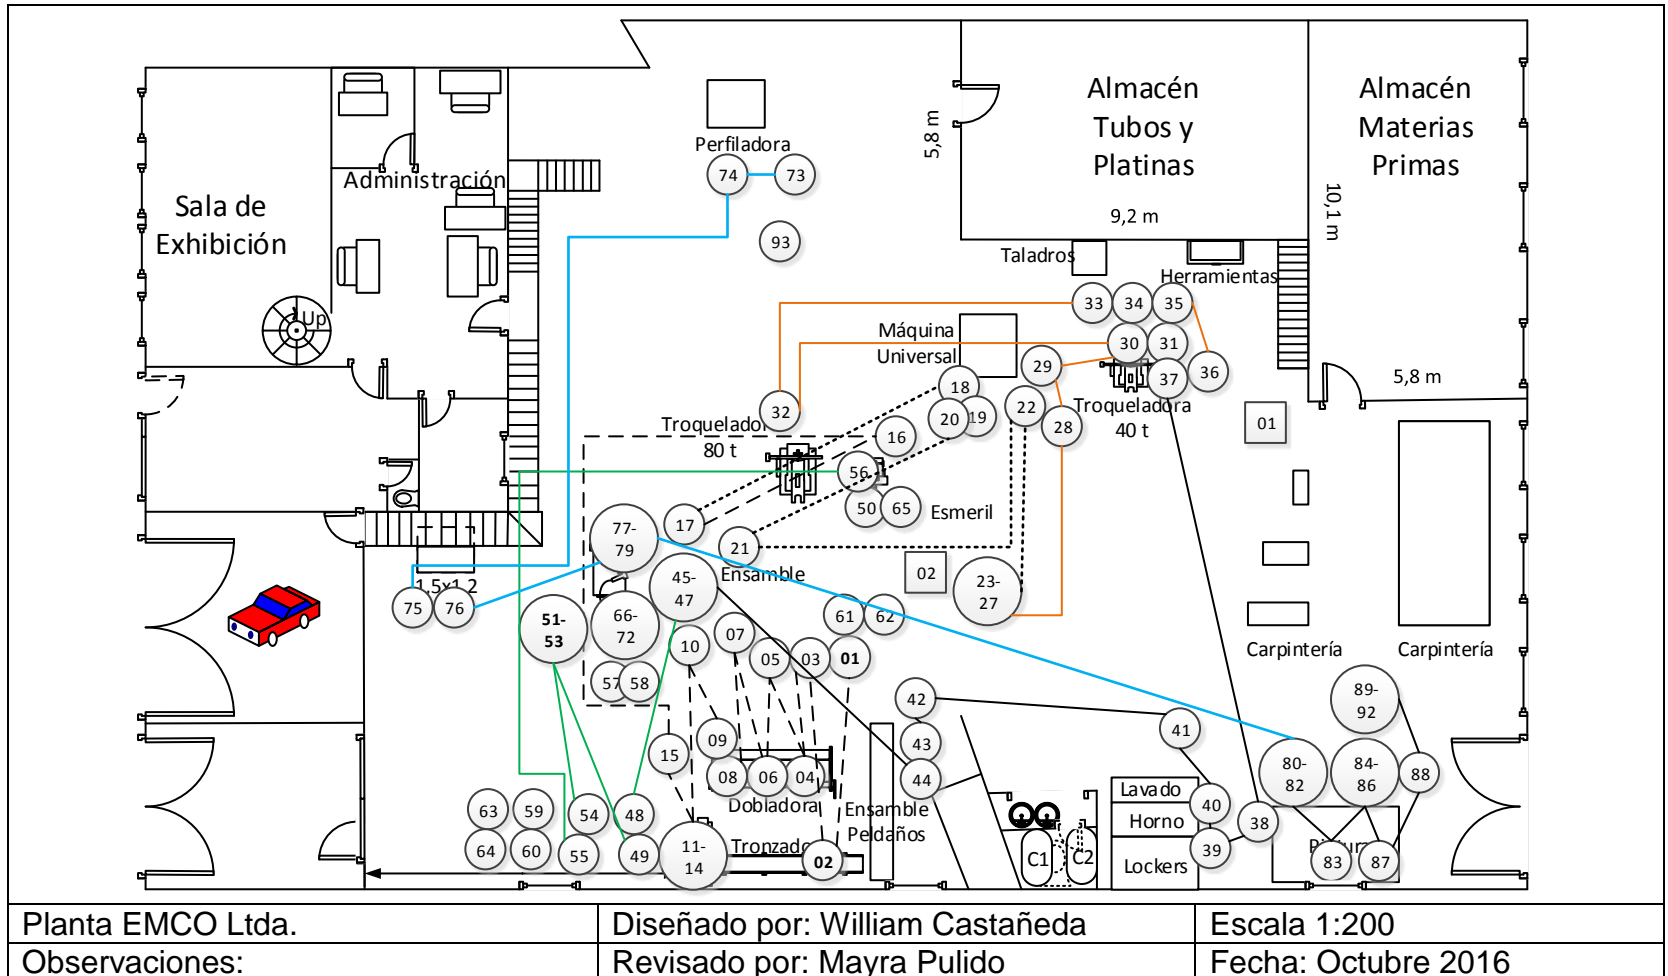 Almacén
Tubos y
Platinas
Almacén
Materias
Primas
5,8 m
9,2 m
10,1 m
5,8 m
Perfiladora
74
73
93
Administración
Sala de
Exhibición
Up
Taladros
Herramientas
33
34
35
Máquina
Universal
30
31
29
37
36
18
20
19
22
28
32
Troqueladora
40 t
01
Troquelador
80 t
16
56
50
65
Esmeril
17
21
Ensamble
77-
79
45-
47
02
23-
27
1,5x1,2
75
76
51-
53
66-
72
61
62
07
10
05
03
01
57
58
Carpintería
Carpintería
89-
92
42
41
43
44
09
15
08
06
04
Dobladora
80-
82
84-
86
88
Lavado
Horno
Lockers
40
38
39
63
59
54
48
64
60
55
49
11-
14
Tronzado
02
Ensamble
Peldaños
C1
C2
83
87
Planta EMCO Ltda.
Diseñado por: William Castañeda
Escala 1:200
Observaciones:
Revisado por: Mayra Pulido
Fecha: Octubre 2016